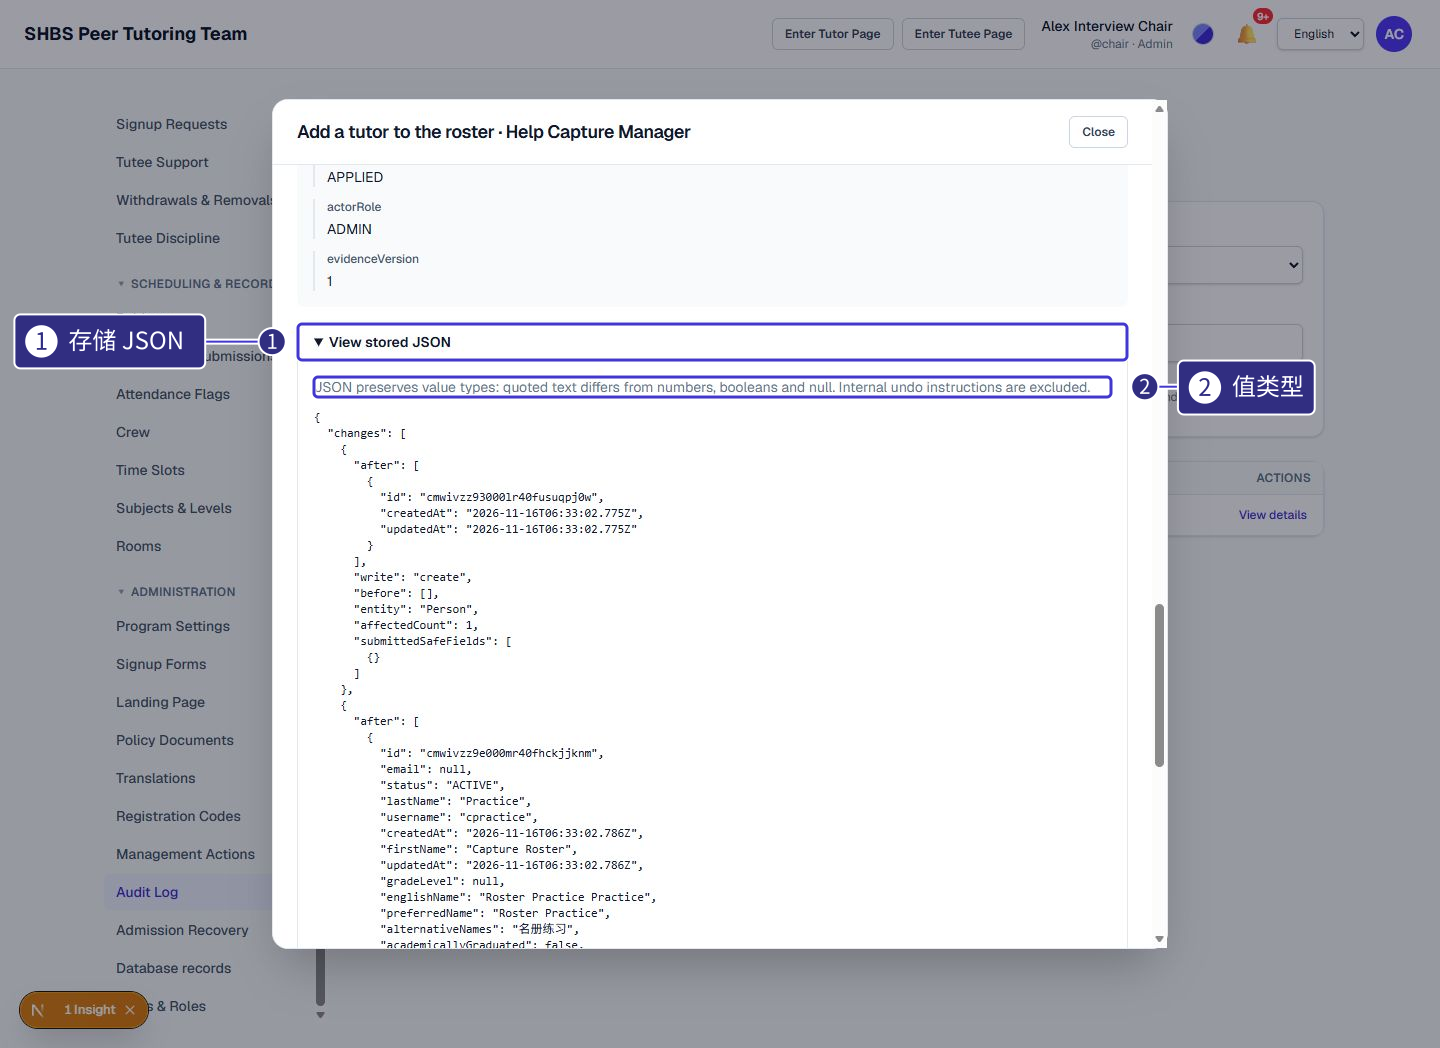 SHBS Peer Tutoring Team
Enter Tutor Page
Enter Tutee Page
Alex Interview Chair
@chair · Admin
9+
English
AC
Signup Requests
Tutee Support
Withdrawals & Removals
Tutee Discipline
▼ SCHEDULING & RECORD
ubmission
Attendance Flags
Crew
Time Slots
Subjects & Levels
Rooms
▼ ADMINISTRATION
Program Settings
Signup Forms
Landing Page
Policy Documents
Translations
Registration Codes
Management Actions
Audit Log
Admission Recovery
Database records
s & Roles
1 Insight ×
Add a tutor to the roster · Help Capture Manager
Close
APPLIED
actorRole
ADMIN
evidenceVersion
1
1 存储 JSON
1
▼ View stored JSON
JSON preserves value types: quoted text differs from numbers, booleans and null. Internal undo instructions are excluded.
2
2 值类型
{
"changes": [
{
"after": [
{
"id": "cmwivzz93000lr40fusuqpj0w",
"createdAt": "2026-11-16T06:33:02.775Z",
"updatedAt": "2026-11-16T06:33:02.775Z"
}
],
"write": "create",
"before": [],
"entity": "Person",
"affectedCount": 1,
"submittedSafeFields": [
{}
]
},
{
"after": [
{
"id": "cmwivzz9e000mr40fhckjjknm",
"email": null,
"status": "ACTIVE",
"lastName": "Practice",
"username": "cpractice",
"createdAt": "2026-11-16T06:33:02.786Z",
"firstName": "Capture Roster",
"updatedAt": "2026-11-16T06:33:02.786Z",
"gradeLevel": null,
"englishName": "Roster Practice Practice",
"preferredName": "Roster Practice",
"alternativeNames": "名册练习",
"academicallyGraduated": false,
ACTIONS
View details